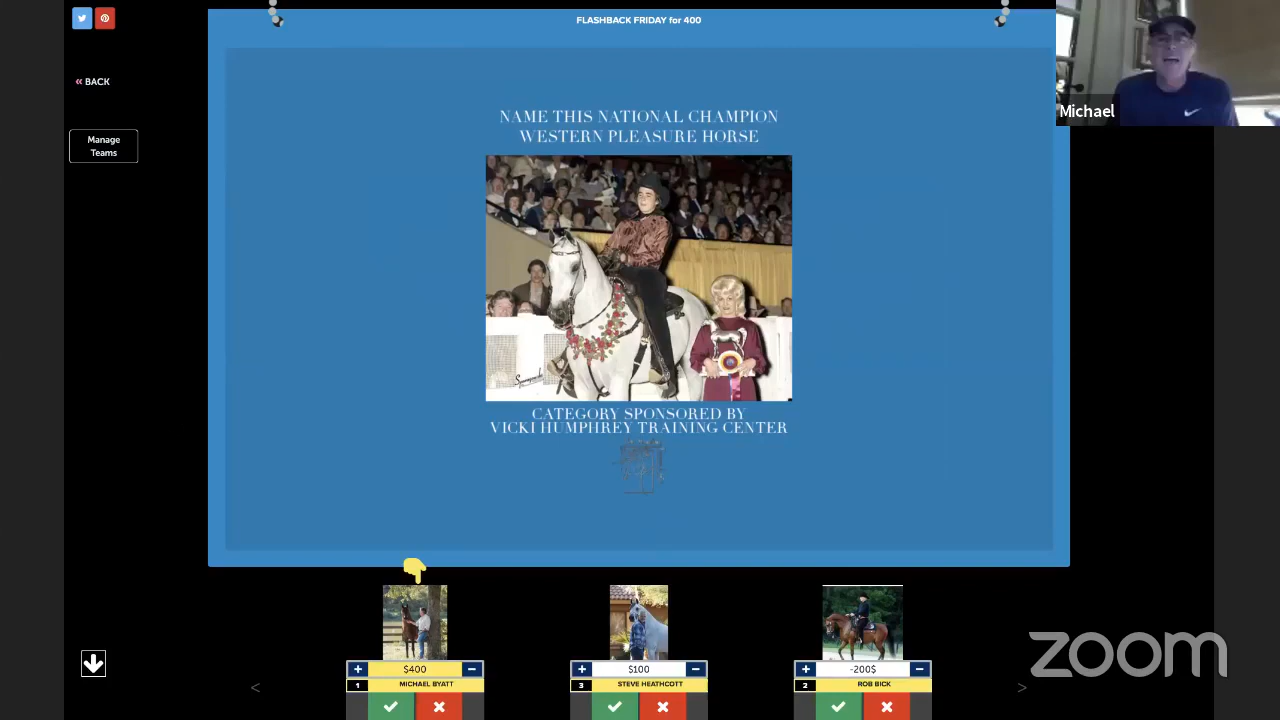 FLASHBACK FRIDAY for 400
« BACK
Manage
Teams
Michael
NAME THIS NATIONAL CHAMPION
WESTERN PLEASURE HORSE
CATEGORY SPONSORED BY
VICKI HUMPHREY TRAINING CENTER
+ $400 −
1 MICHAEL BYATT
+ $100 −
3 STEVE HEATHCOTT
+ -200$ −
2 ROB BICK
< >
zoom